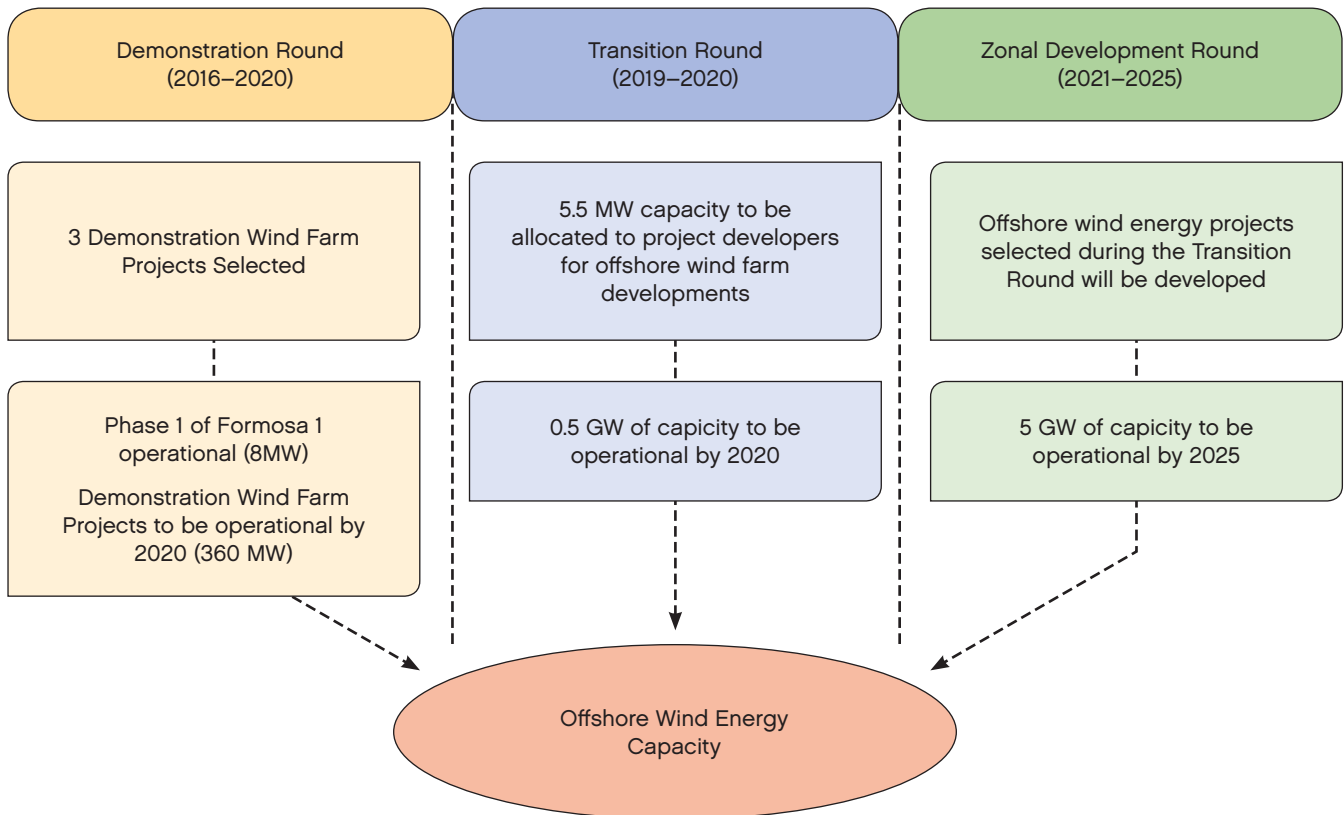 Demonstration Round
(2016–2020)
Transition Round
(2019–2020)
Zonal Development Round
(2021–2025)
3 Demonstration Wind Farm
Projects Selected
5.5 MW capacity to be
allocated to project developers
for offshore wind farm
developments
Offshore wind energy projects
selected during the Transition
Round will be developed
Phase 1 of Formosa 1
operational (8MW)
Demonstration Wind Farm
Projects to be operational by
2020 (360 MW)
0.5 GW of capicity to be
operational by 2020
5 GW of capicity to be
operational by 2025
Offshore Wind Energy
Capacity